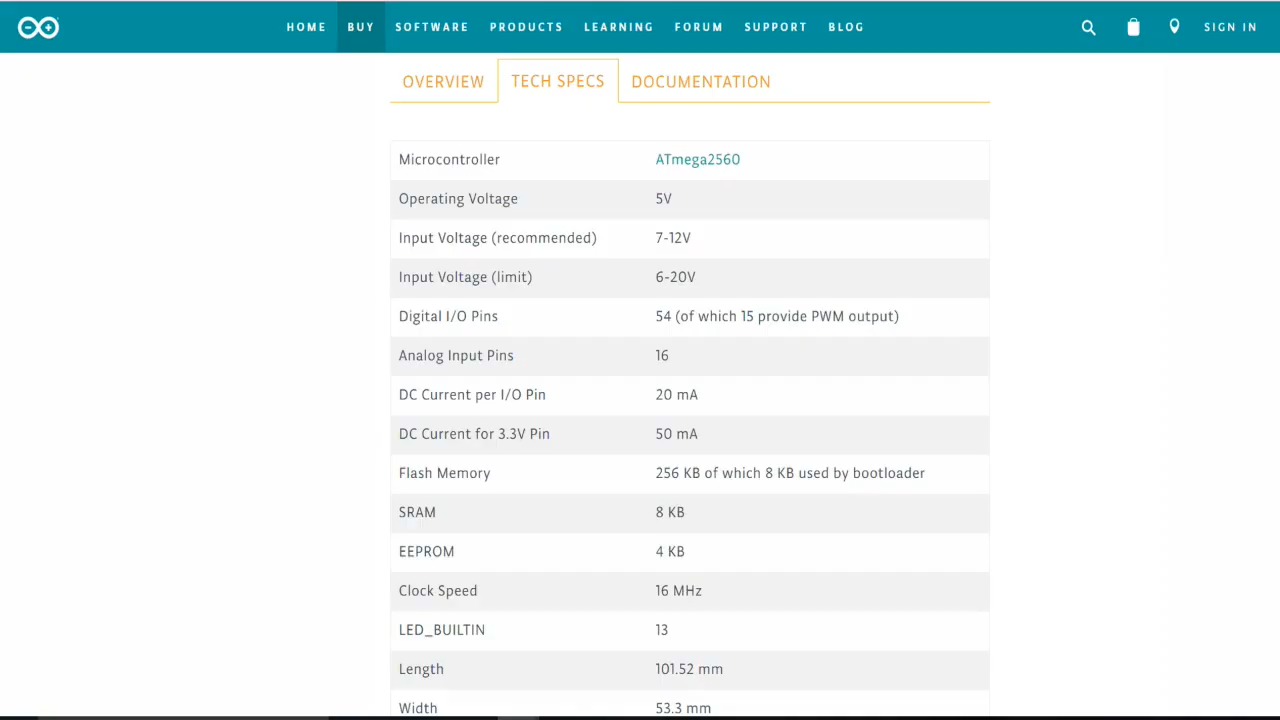 HOME BUY SOFTWARE PRODUCTS LEARNING FORUM SUPPORT BLOG SIGN IN
OVERVIEW TECH SPECS DOCUMENTATION
Microcontroller ATmega2560
Operating Voltage 5V
Input Voltage (recommended) 7-12V
Input Voltage (limit) 6-20V
Digital I/O Pins 54 (of which 15 provide PWM output)
Analog Input Pins 16
DC Current per I/O Pin 20 mA
DC Current for 3.3V Pin 50 mA
Flash Memory 256 KB of which 8 KB used by bootloader
SRAM 8 KB
EEPROM 4 KB
Clock Speed 16 MHz
LED_BUILTIN 13
Length 101.52 mm
Width 53.3 mm